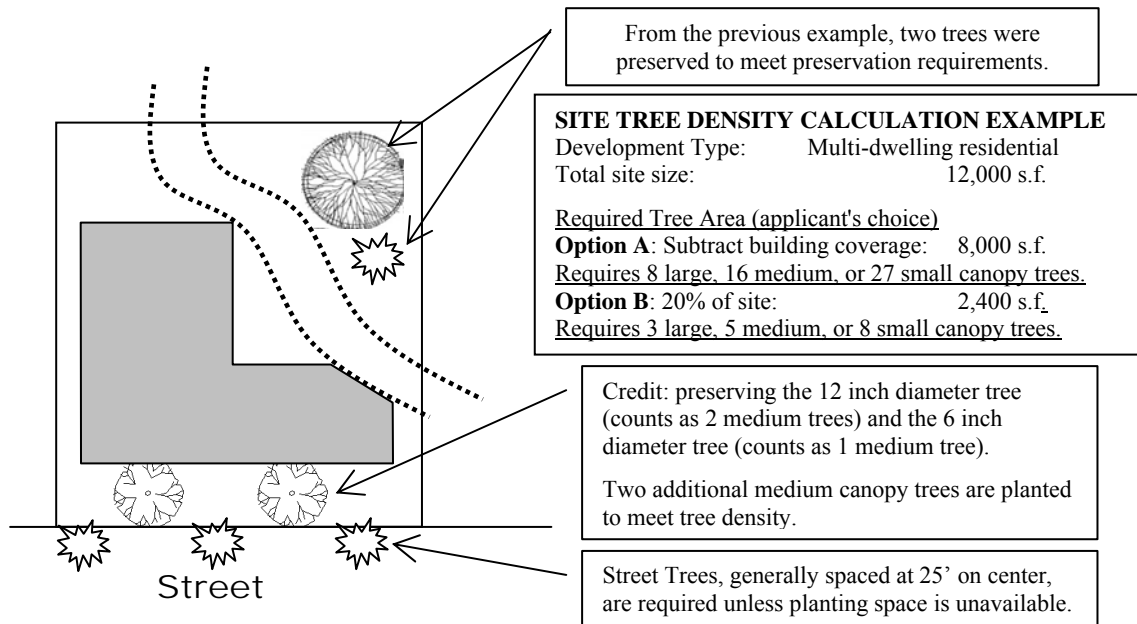 From the previous example, two trees were
preserved to meet preservation requirements.
SITE TREE DENSITY CALCULATION EXAMPLE
Development Type: Multi-dwelling residential
Total site size: 12,000 s.f.
Required Tree Area (applicant's choice)
Option A: Subtract building coverage: 8,000 s.f.
Requires 8 large, 16 medium, or 27 small canopy trees.
Option B: 20% of site: 2,400 s.f.
Requires 3 large, 5 medium, or 8 small canopy trees.
Credit: preserving the 12 inch diameter tree
(counts as 2 medium trees) and the 6 inch
diameter tree (counts as 1 medium tree).
Two additional medium canopy trees are planted
to meet tree density.
Street Trees, generally spaced at 25’ on center,
are required unless planting space is unavailable.
Street